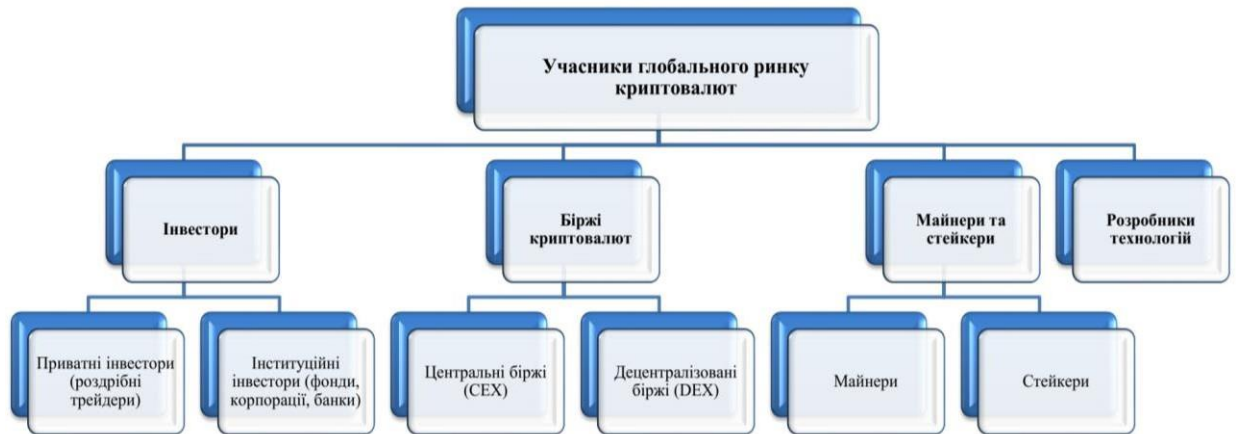 Учасники глобального ринку
криптовалют
Інвестори
Біржі
криптовалют
Майнери та
стейкери
Розробники
технологій
Приватні інвестори
(роздрібні
трейдери)
Інституційні
інвестори (фонди,
корпорації, банки)
Центральні біржі
(CEX)
Децентралізовані
біржі (DEX)
Майнери
Стейкери